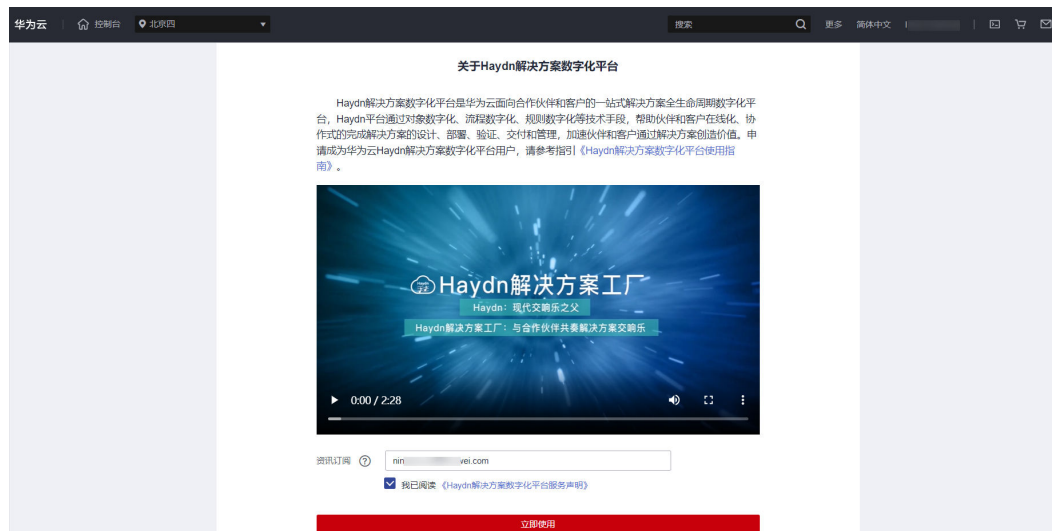 华为云 控制台 北京四 搜索 更多 简体中文
关于Haydn解决方案数字化平台
Haydn解决方案数字化平台是华为云面向合作伙伴和客户的一站式解决方案全生命周期数字化平
台，Haydn平台通过对象数字化、流程数字化、规则数字化等技术手段，帮助伙伴和客户在线化、协
作式的完成解决方案的设计、部署、验证、交付和管理，加速伙伴和客户通过解决方案创造价值。申
请成为华为云Haydn解决方案数字化平台用户，请参考指引《Haydn解决方案数字化平台使用指
南》。
Haydn解决方案工厂
Haydn：现代交响乐之父
Haydn解决方案工厂：与合作伙伴共奏解决方案交响乐
0:00 / 2:28
资讯订阅 ? nin vei.com
我已阅读《Haydn解决方案数字化平台服务声明》
立即使用